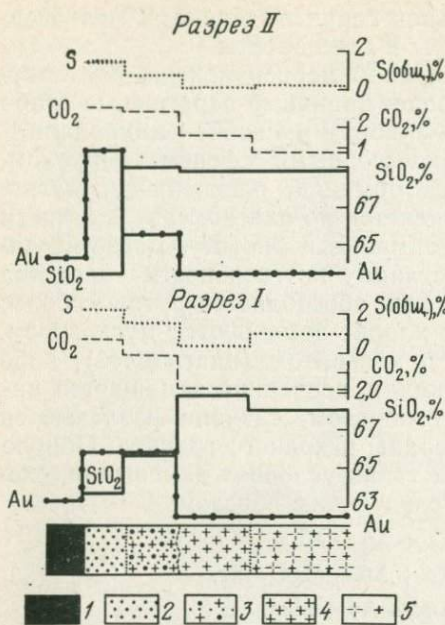 Разрез II
S
2
0
S(общ),%
CO₂
CO₂,%
2
1
SiO₂,%
67
65
Au
SiO₂
Au
Разрез I
S
2
S(общ),%
0
CO₂
CO₂,%
2,0
SiO₂,%
67
65
SiO₂
63
Au
Au
1 2 3 4 5